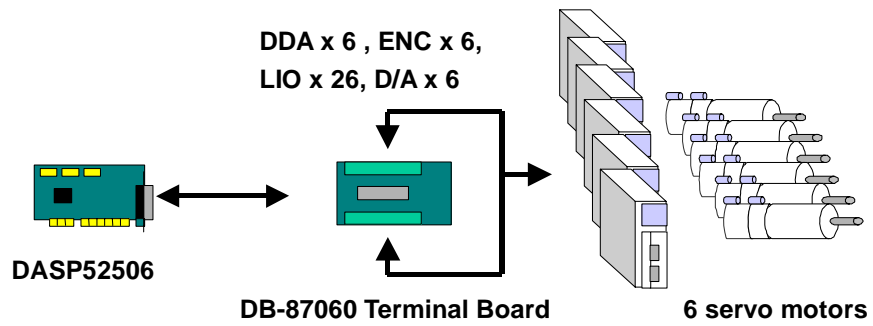 DDA x 6 , ENC x 6,
LIO x 26, D/A x 6
DASP52506
DB-87060 Terminal Board
6 servo motors